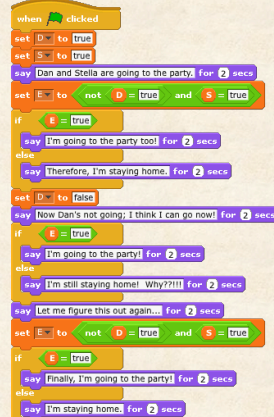 when clicked
set D to true
set S to true
say Dan and Stella are going to the party. for 2 secs
set E to not D = true and S = true
if E = true
say I'm going to the party too! for 2 secs
else
say Therefore, I'm staying home. for 2 secs
set D to false
say Now Dan's not going; I think I can go now! for 2 secs
if E = true
say I'm going to the party! for 2 secs
else
say I'm still staying home! Why??!!! for 2 secs
say Let me figure this out again... for 2 secs
set E to not D = true and S = true
if E = true
say Finally, I'm going to the party! for 2 secs
else
say I'm staying home. for 2 secs